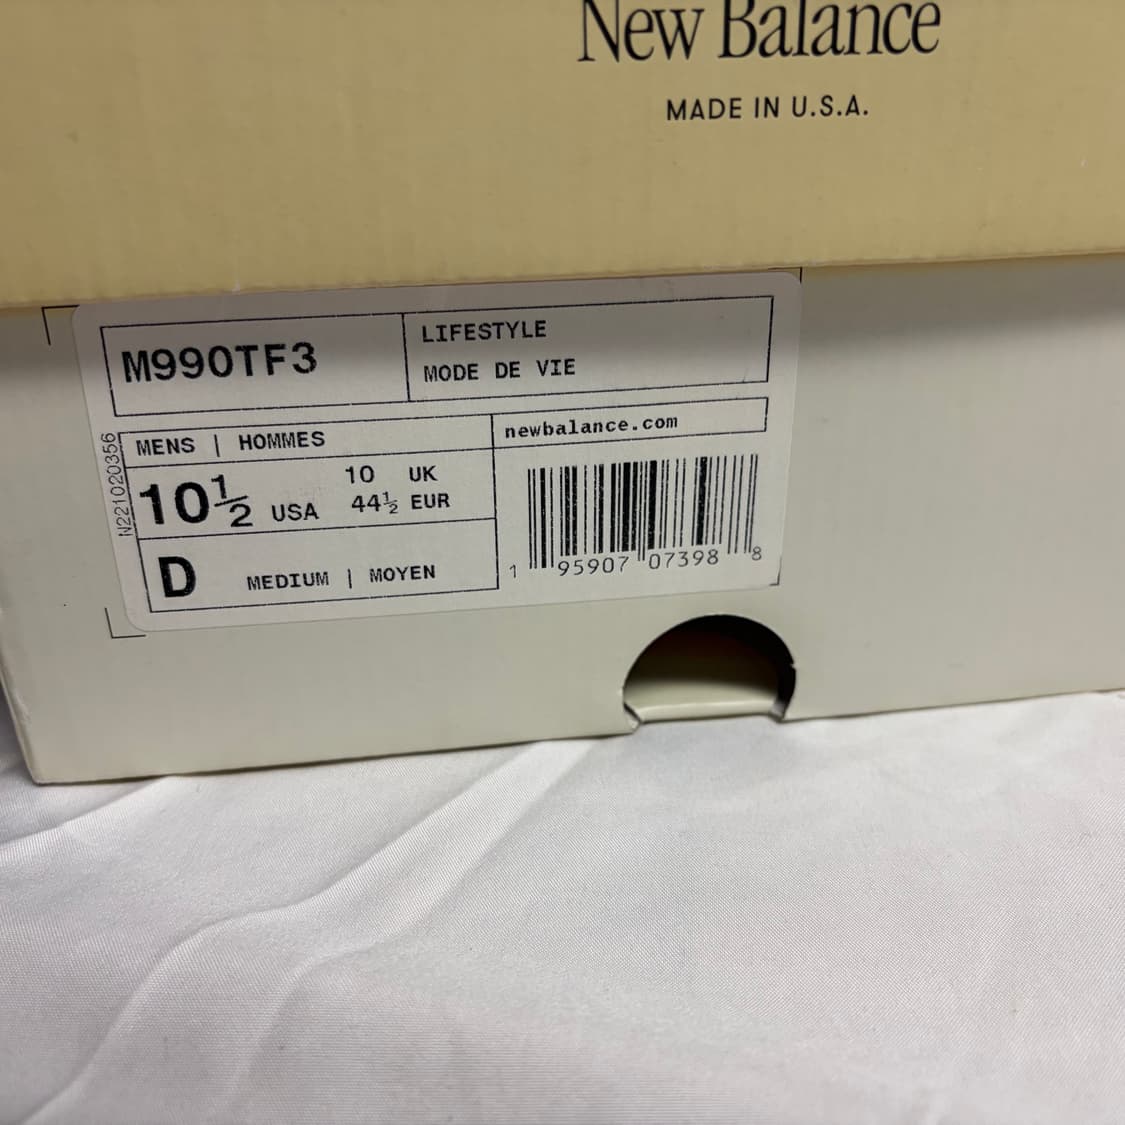 New Balance
MADE IN U.S.A.
M990TF3
LIFESTYLE
MODE DE VIE
N221020356
MENS | HOMMES
newbalance.com
10½ USA
10 UK
44½ EUR
D MEDIUM | MOYEN
1 95907 07398 8